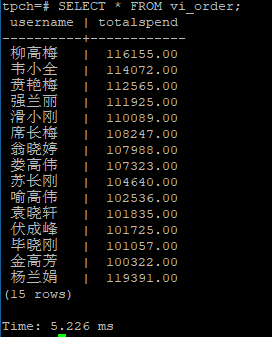 tpch=# SELECT * FROM vi_order;
username | totalspend
----------+------------
柳高梅 | 116155.00
韦小全 | 114072.00
贲艳梅 | 112565.00
强兰丽 | 111925.00
滑小刚 | 110089.00
席长梅 | 108247.00
翁晓婷 | 107988.00
娄高伟 | 107323.00
苏长刚 | 104640.00
喻高伟 | 102536.00
袁晓轩 | 101835.00
伏成峰 | 101725.00
毕晓刚 | 101057.00
金高芳 | 100322.00
杨兰娟 | 119391.00
(15 rows)
Time: 5.226 ms